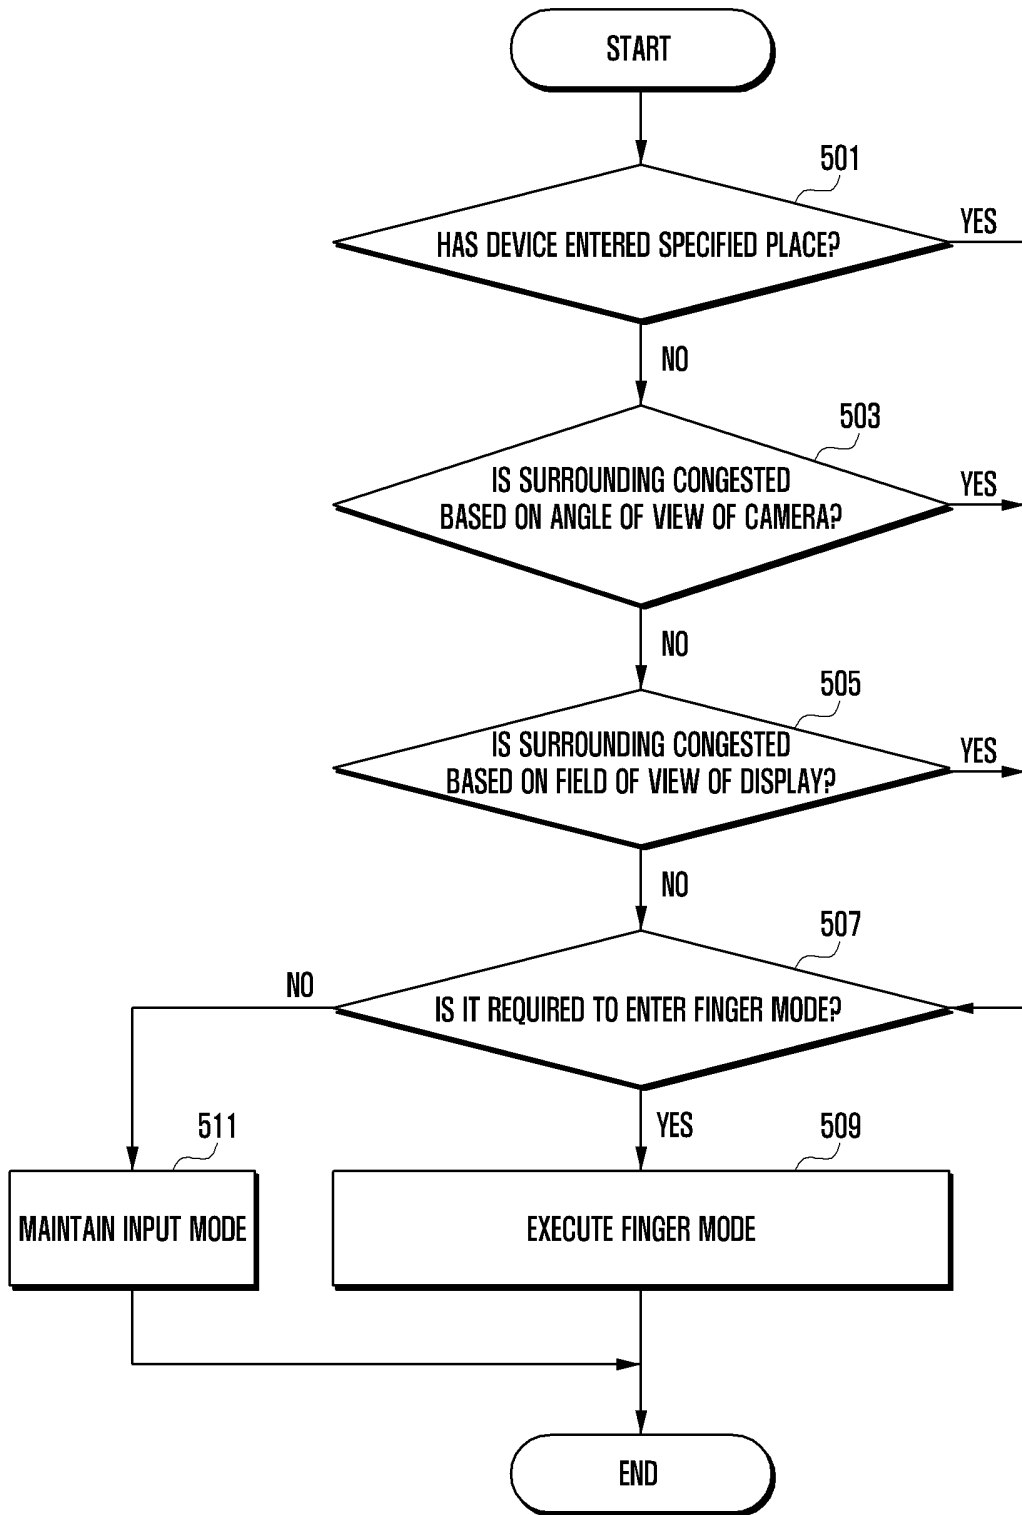 START
501
HAS DEVICE ENTERED SPECIFIED PLACE?
YES
NO
503
IS SURROUNDING CONGESTED
BASED ON ANGLE OF VIEW OF CAMERA?
YES
NO
505
IS SURROUNDING CONGESTED
BASED ON FIELD OF VIEW OF DISPLAY?
YES
NO
507
IS IT REQUIRED TO ENTER FINGER MODE?
NO
YES
511
MAINTAIN INPUT MODE
509
EXECUTE FINGER MODE
END